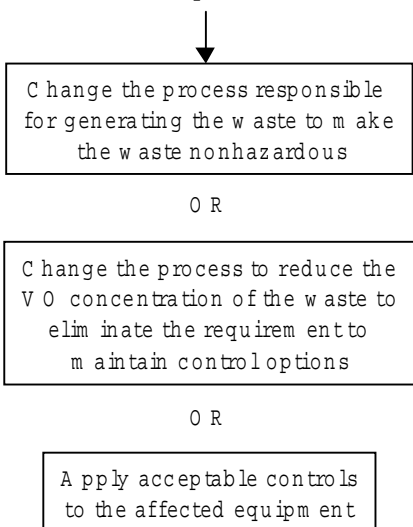 Change the process responsible
for generating the waste to make
the waste nonhazardous
OR
Change the process to reduce the
VO concentration of the waste to
eliminate the requirement to
maintain control options
OR
Apply acceptable controls
to the affected equipment